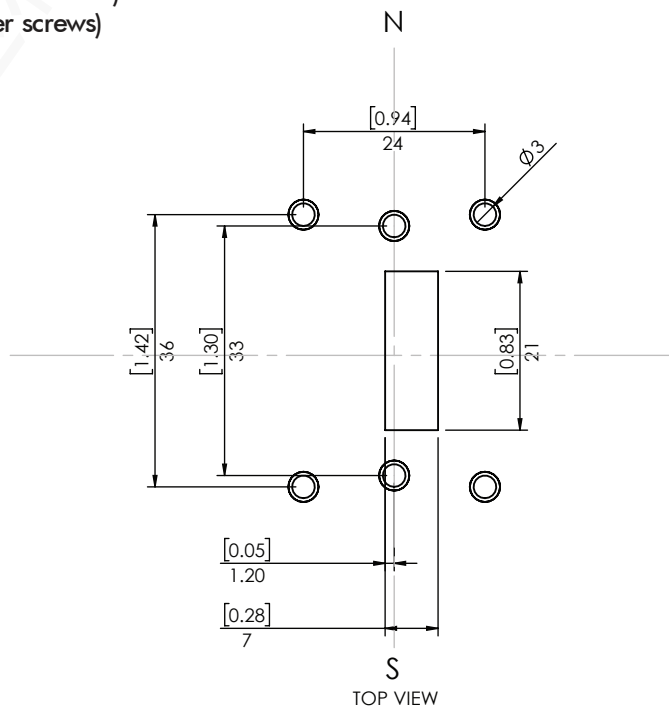 er screws)
N
[0.94]
24
Ø3
[1.42]
36
[1.30]
33
[0.83]
21
[0.05]
1.20
[0.28]
7
S
TOP VIEW